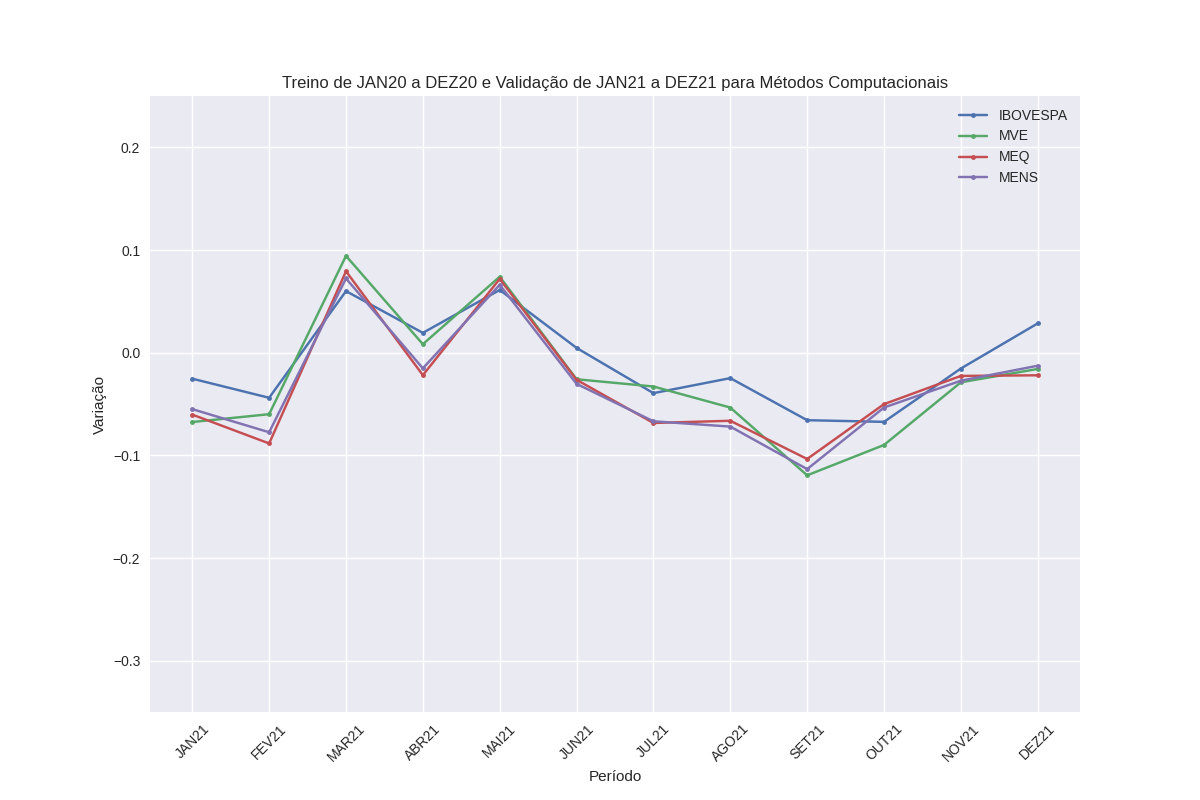 Treino de JAN20 a DEZ20 e Validação de JAN21 a DEZ21 para Métodos Computacionais
IBOVESPA
MVE
MEQ
MENS
0.2
0.1
0.0
−0.1
−0.2
−0.3
Variação
JAN21
FEV21
MAR21
ABR21
MAI21
JUN21
JUL21
AGO21
SET21
OUT21
NOV21
DEZ21
Período